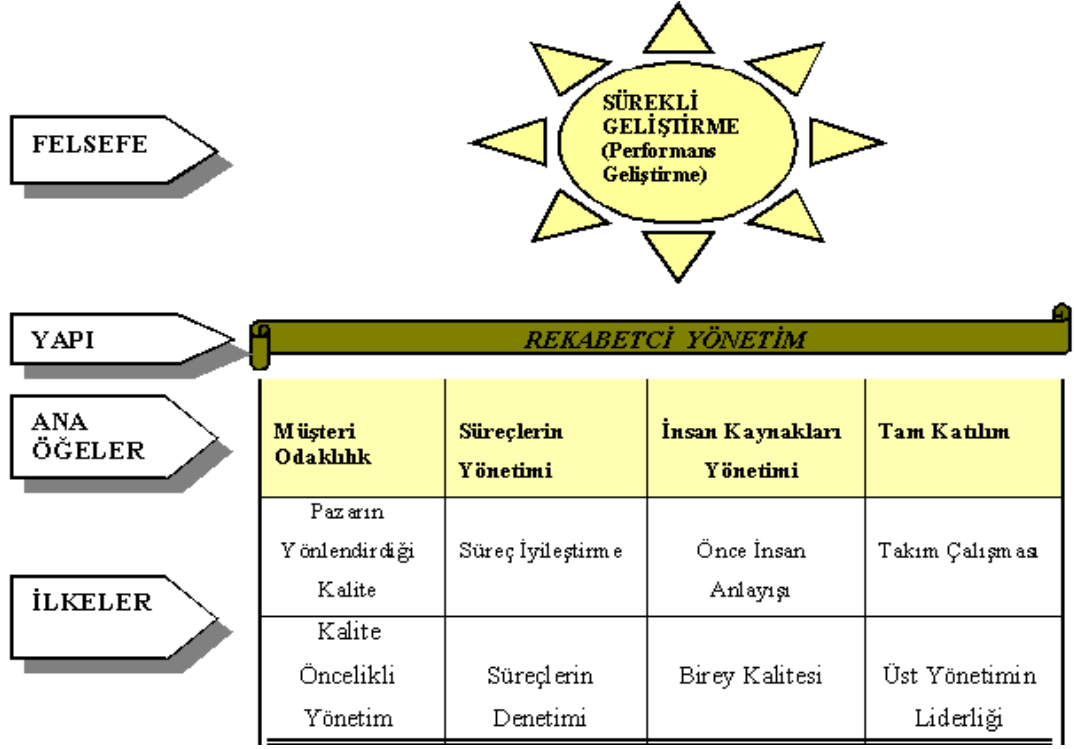 SÜREKLİ
GELİŞTİRME
(Performans
Geliştirme)
FELSEFE
YAPI
REKABETCİ YÖNETİM
ANA
ÖĞELER
Müşteri
Odaklılık
Süreçlerin
Yönetimi
İnsan Kaynakları
Yönetimi
Tam Katılım
İLKELER
Pazarın
Yönlendirdiği
Kalite
Süreç İyileştirme
Önce İnsan
Anlayışı
Takım Çalışması
Kalite
Öncelikli
Yönetim
Süreçlerin
Denetimi
Birey Kalitesi
Üst Yönetimin
Liderliği